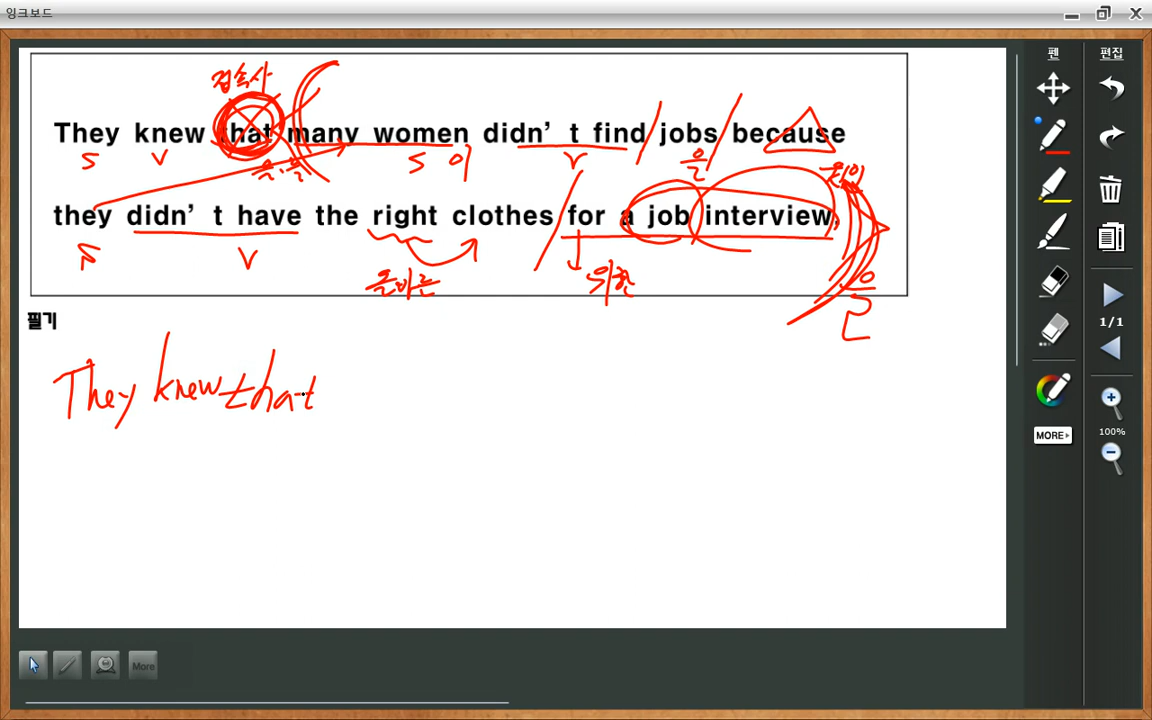 잉크보드
펜
편집
접속사
They knew that many women didn't find jobs because
S V S 이 V 을
they didn't have the right clothes for a job interview.
S V
올바른
위한
을
필기
They knew that
1/1
MORE
100%
More